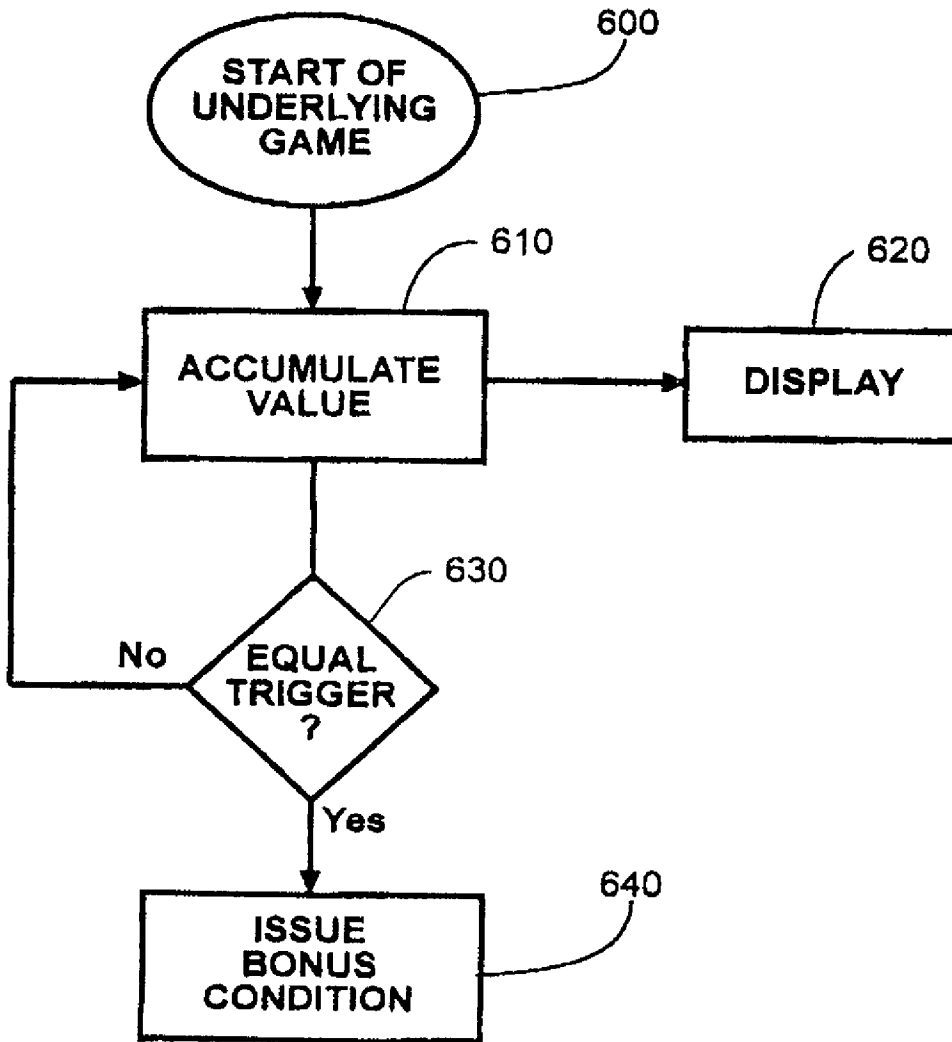 600
START OF
UNDERLYING
GAME
610
620
ACCUMULATE
VALUE
DISPLAY
630
No
EQUAL
TRIGGER
?
Yes
640
ISSUE
BONUS
CONDITION